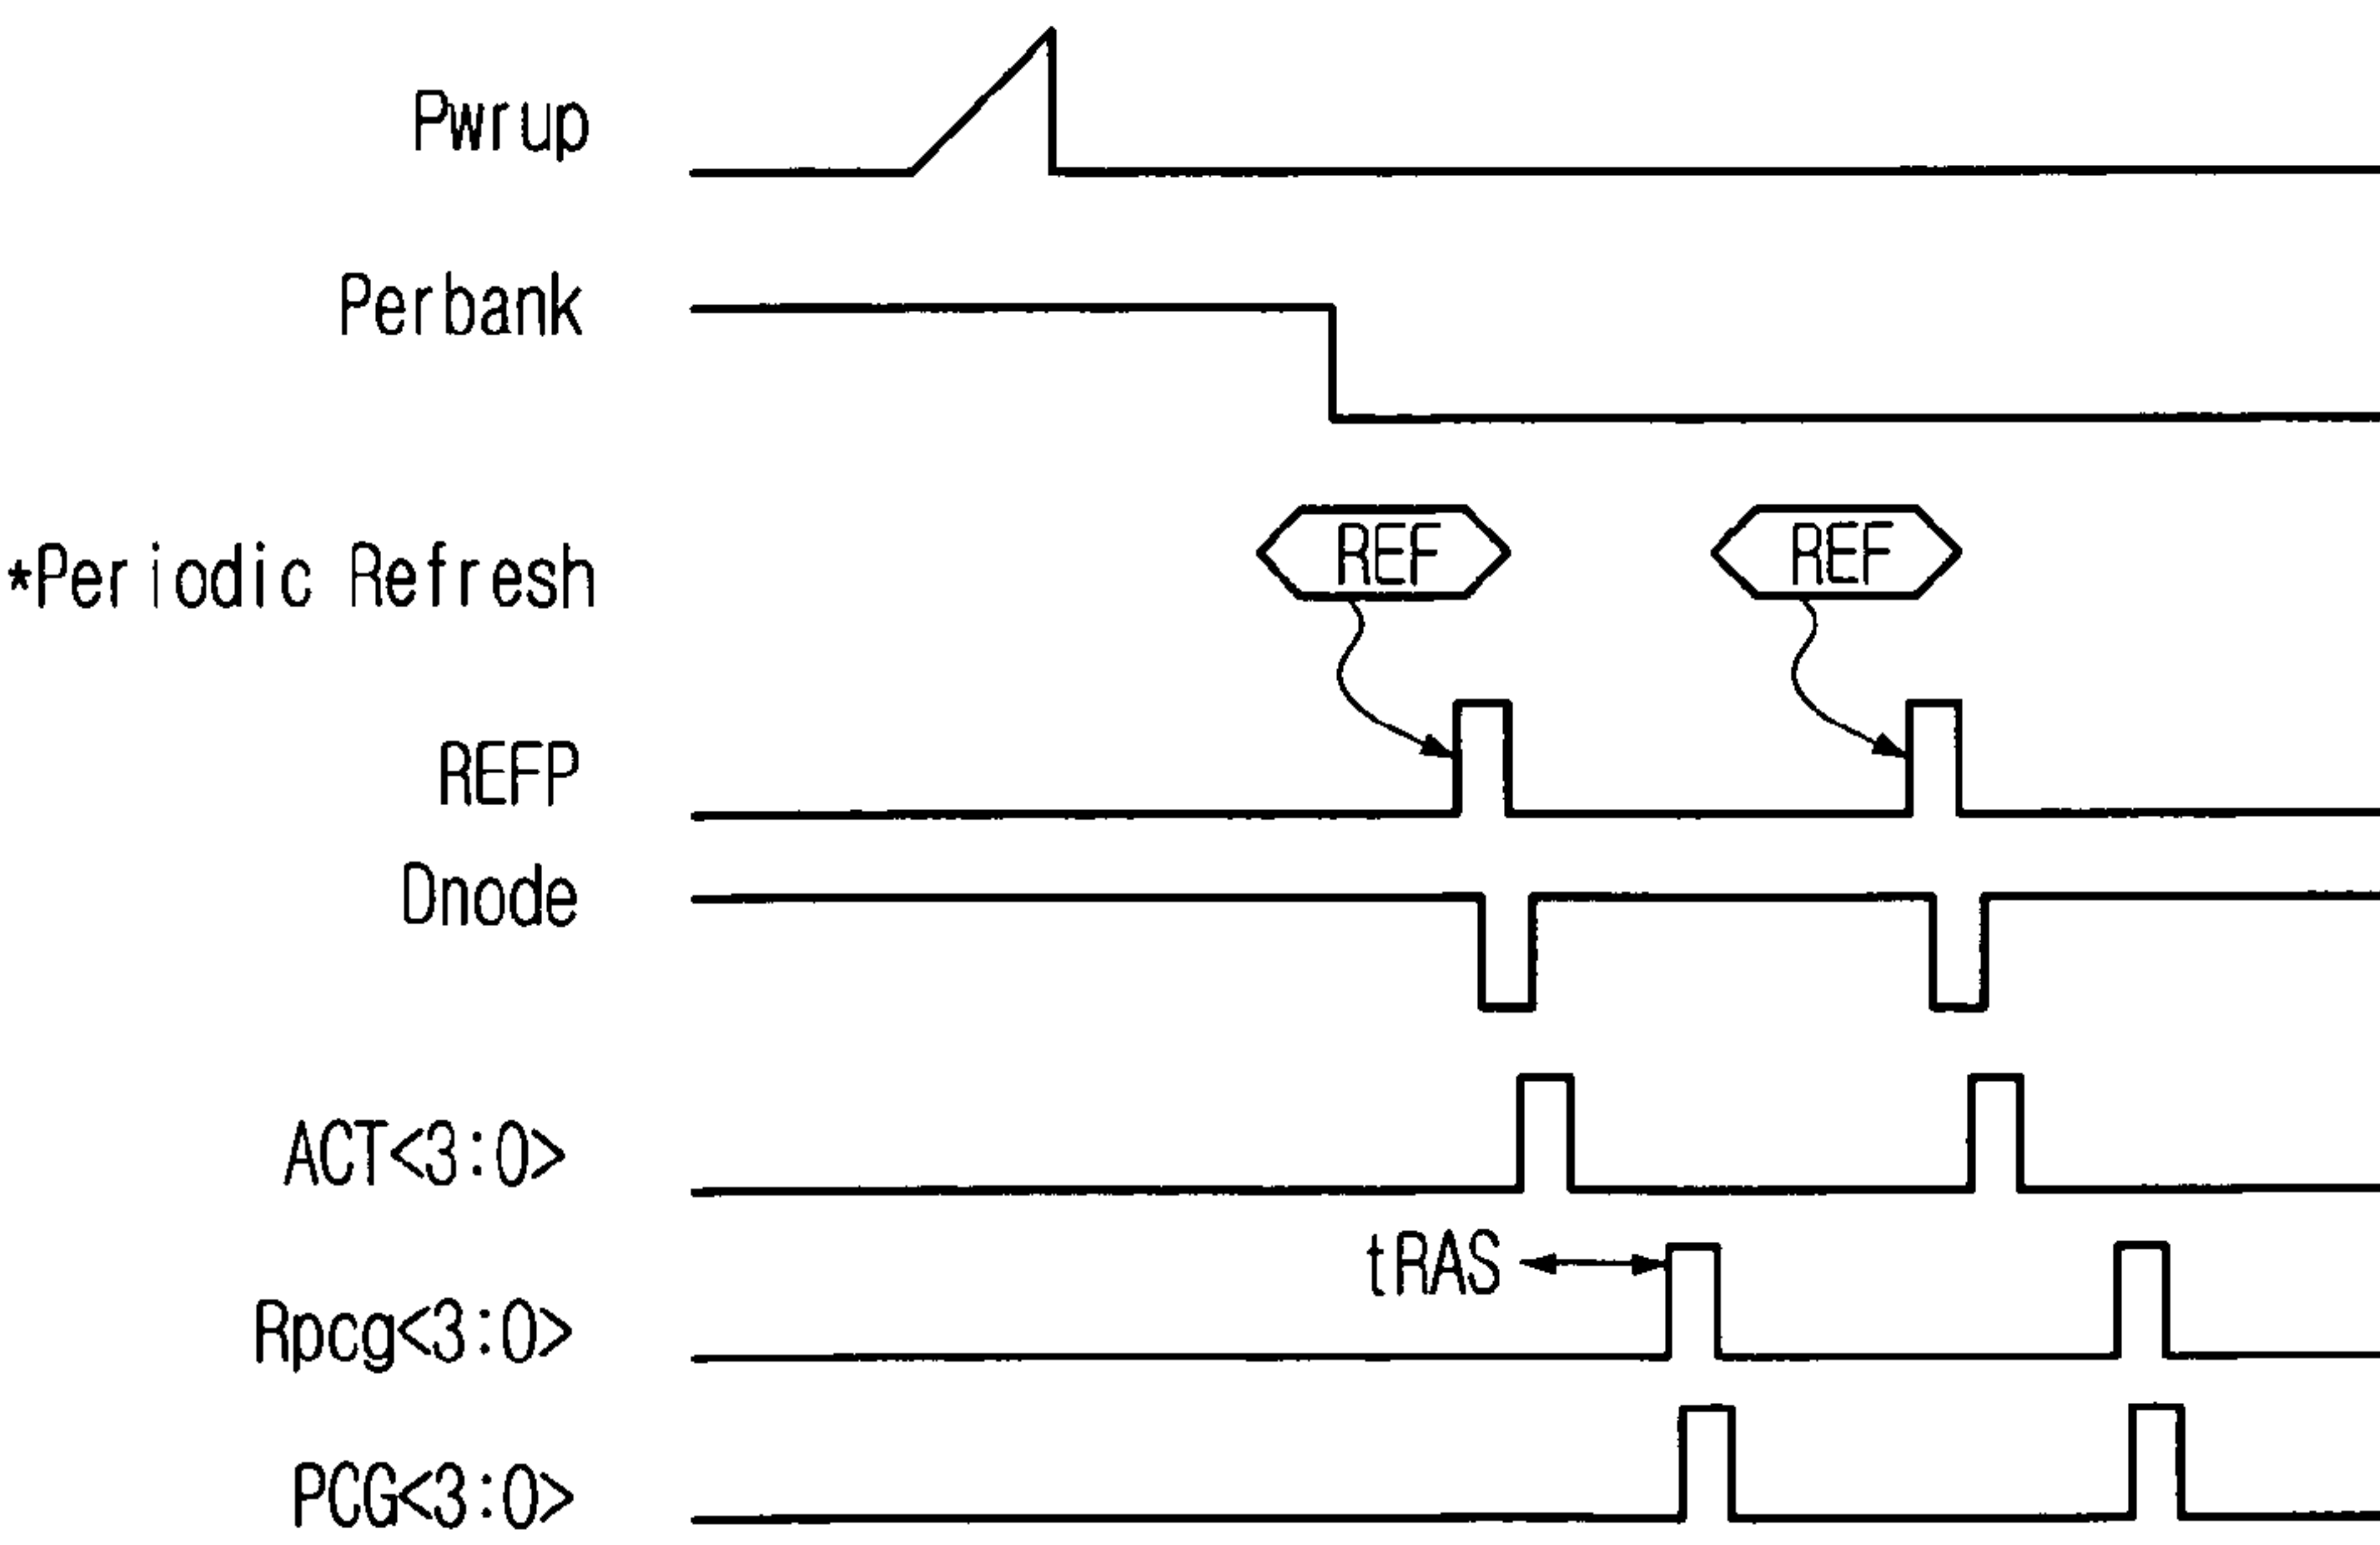 Pwrup
Perbank
*Periodic Refresh
REF
REF
REFP
Dnode
ACT<3:0>
tRAS
Rpcg<3:0>
PCG<3:0>